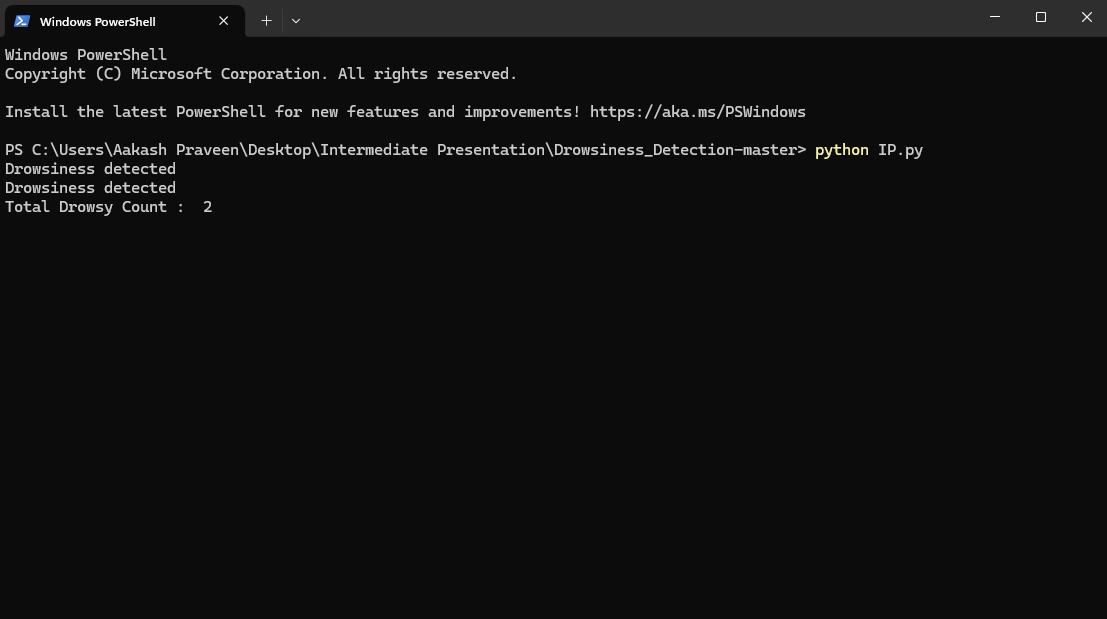 Windows PowerShell
Windows PowerShell
Copyright (C) Microsoft Corporation. All rights reserved.
Install the latest PowerShell for new features and improvements! https://aka.ms/PSWindows
PS C:\Users\Aakash Praveen\Desktop\Intermediate Presentation\Drowsiness_Detection-master> python IP.py
Drowsiness detected
Drowsiness detected
Total Drowsy Count :  2